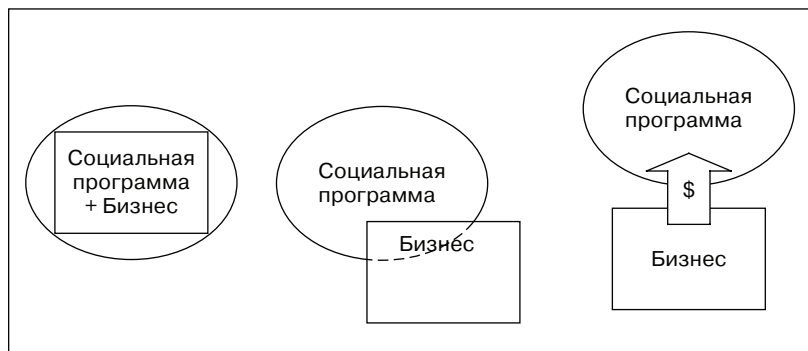 Социальная
программа
+ Бизнес
Социальная
программа
Бизнес
Социальная
программа
$
Бизнес